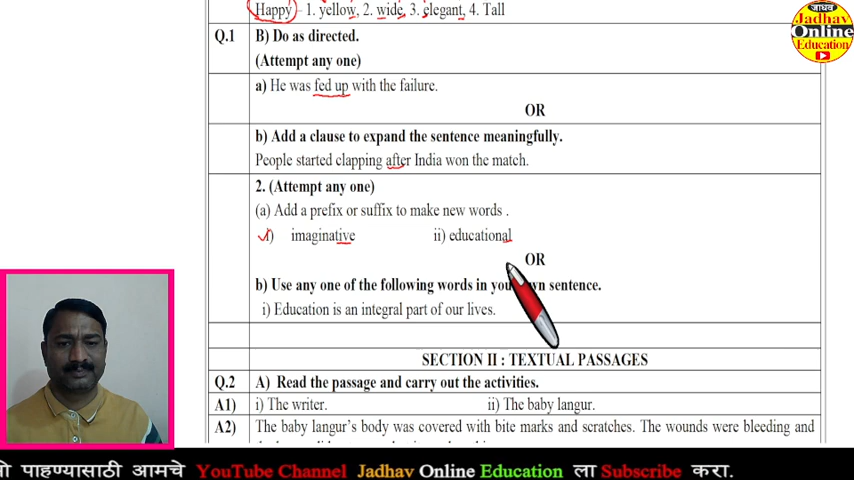 Happy – 1. yellow, 2. wide, 3. elegant, 4. Tall
जाधव
Jadhav
Online
Education
Q.1 B) Do as directed.
(Attempt any one)
a) He was fed up with the failure.
OR
b) Add a clause to expand the sentence meaningfully.
People started clapping after India won the match.
2. (Attempt any one)
(a) Add a prefix or suffix to make new words .
i) imaginative ii) educational
OR
b) Use any one of the following words in your own sentence.
i) Education is an integral part of our lives.
SECTION II : TEXTUAL PASSAGES
Q.2 A) Read the passage and carry out the activities.
A1) i) The writer. ii) The baby langur.
A2) The baby langur's body was covered with bite marks and scratches. The wounds were bleeding and
पाहण्यासाठी आमचे YouTube Channel Jadhav Online Education ला Subscribe करा.